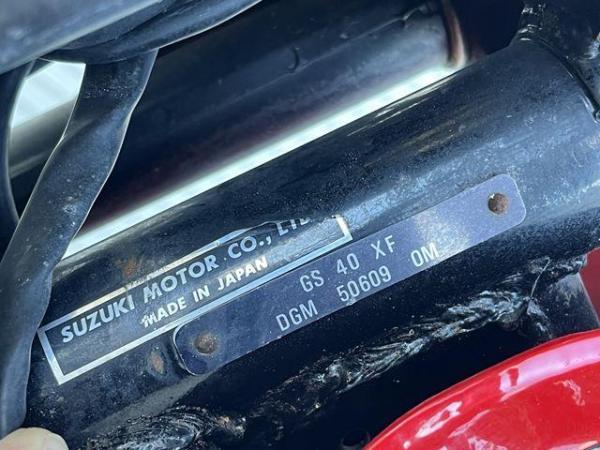 SUZUKI MOTOR CO., LTD
MADE IN JAPAN
GS 40 XF
DGM 50609 OM